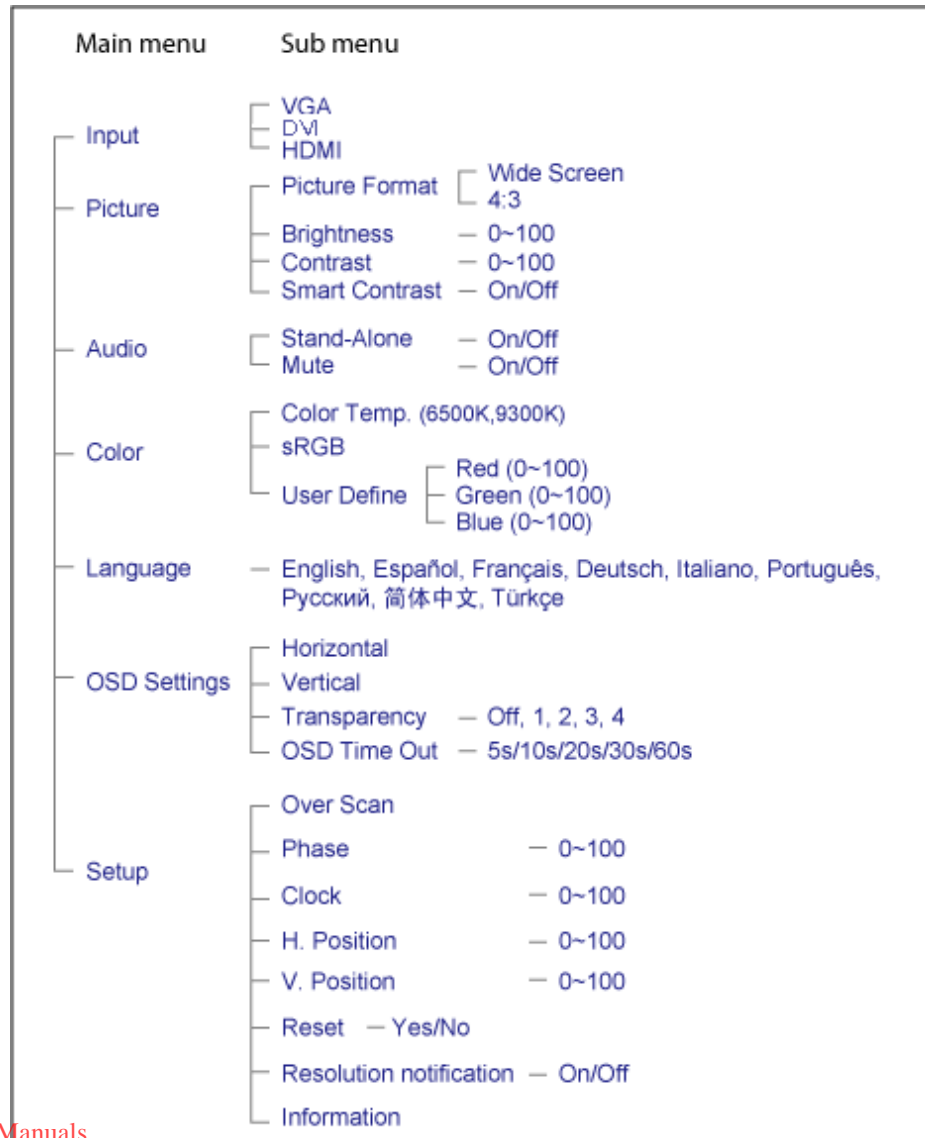 Main menu Sub menu
Input
VGA
DVI
HDMI
Picture
Picture Format
Wide Screen
4:3
Brightness — 0~100
Contrast — 0~100
Smart Contrast — On/Off
Audio
Stand-Alone — On/Off
Mute — On/Off
Color
Color Temp. (6500K,9300K)
sRGB
User Define
Red (0~100)
Green (0~100)
Blue (0~100)
Language — English, Español, Français, Deutsch, Italiano, Português,
Русский, 简体中文, Türkçe
OSD Settings
Horizontal
Vertical
Transparency — Off, 1, 2, 3, 4
OSD Time Out — 5s/10s/20s/30s/60s
Setup
Over Scan
Phase — 0~100
Clock — 0~100
H. Position — 0~100
V. Position — 0~100
Reset — Yes/No
Resolution notification — On/Off
Information
Manuals